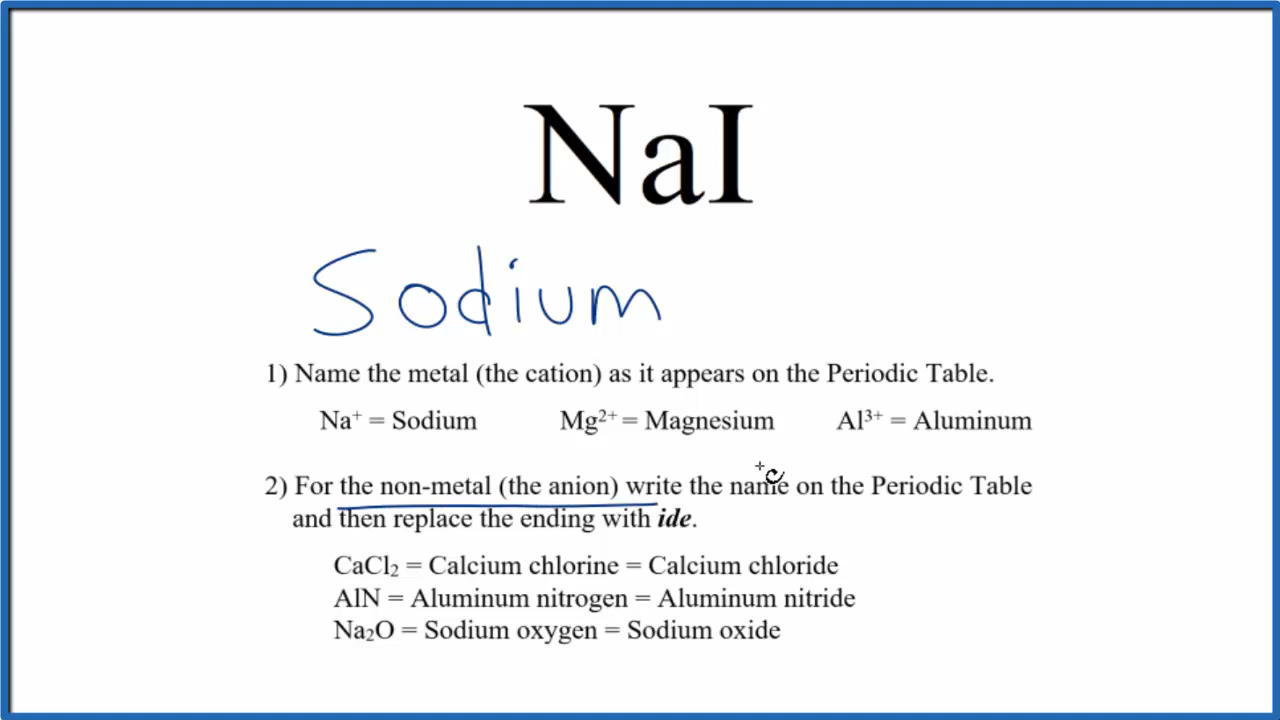 NaI
Sodium
1) Name the metal (the cation) as it appears on the Periodic Table.
Na⁺ = Sodium Mg²⁺ = Magnesium Al³⁺ = Aluminum
2) For the non-metal (the anion) write the name on the Periodic Table
and then replace the ending with ide.
CaCl₂ = Calcium chlorine = Calcium chloride
AlN = Aluminum nitrogen = Aluminum nitride
Na₂O = Sodium oxygen = Sodium oxide